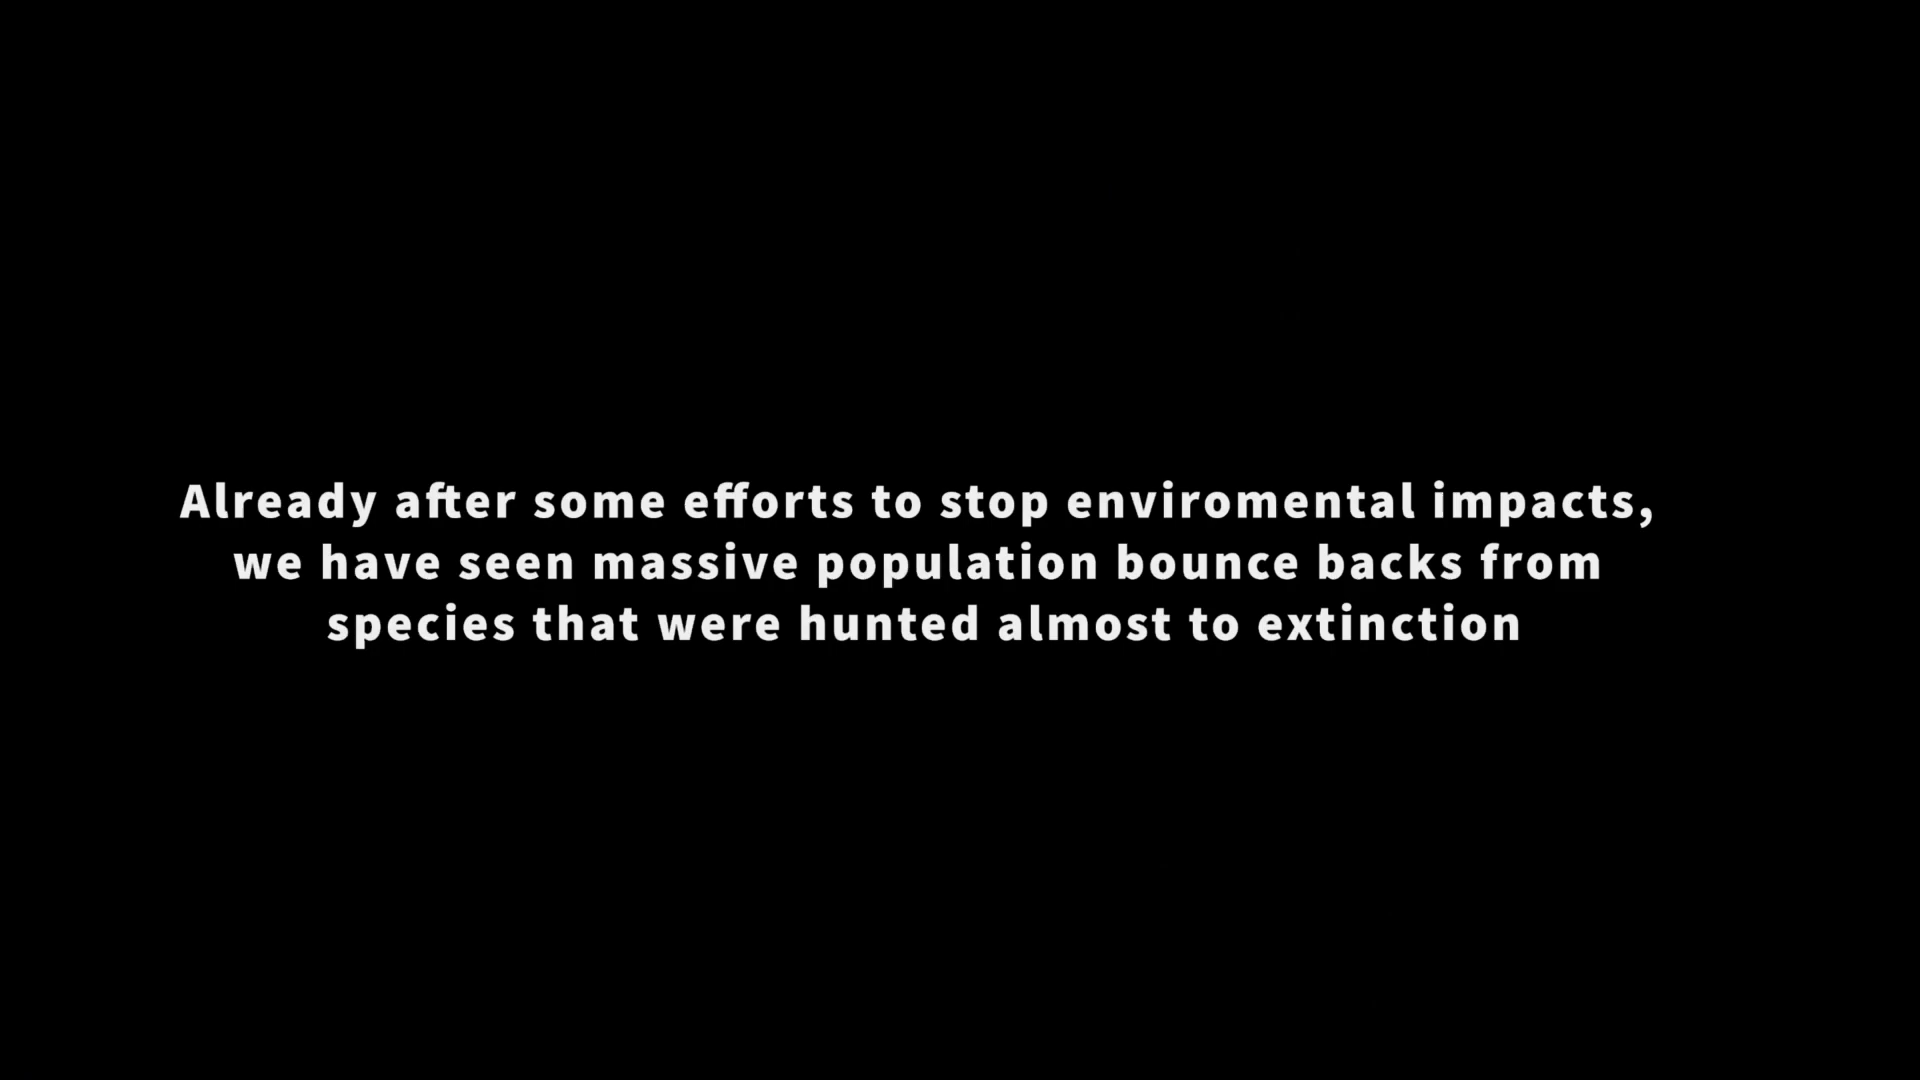 Already after some efforts to stop enviromental impacts,
we have seen massive population bounce backs from
species that were hunted almost to extinction